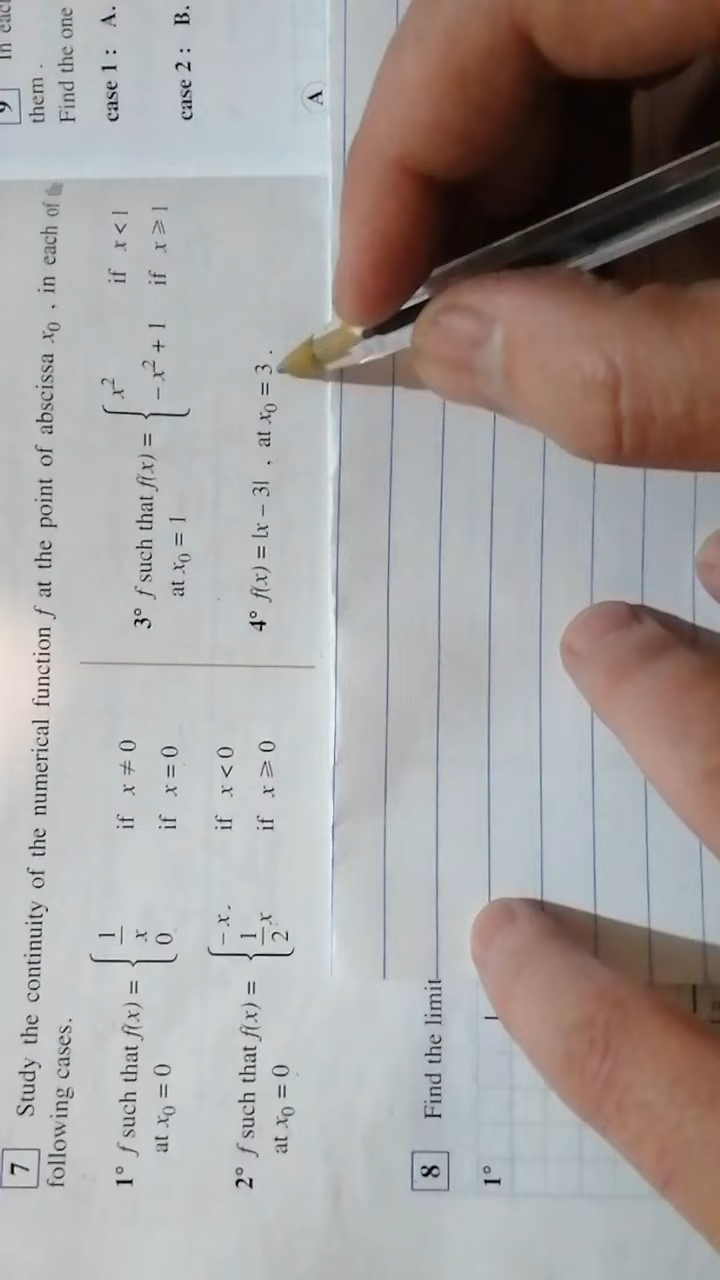 7 Study the continuity of the numerical function f at the point of abscissa x₀ , in each of
following cases.
1° f such that f(x) = { 1/x if x ≠ 0
0 if x = 0
at x₀ = 0
2° f such that f(x) = { – x if x < 0
1/2 x if x ⩾ 0
at x₀ = 0
3° f such that f(x) = { x² if x < 1
– x² + 1 if x ⩾ 1
at x₀ = 1
4° f(x) = |x – 3| , at x₀ = 3 .
8 Find the limit
1°
9 In each
them .
Find the one
case 1 : A.
case 2 : B.
A